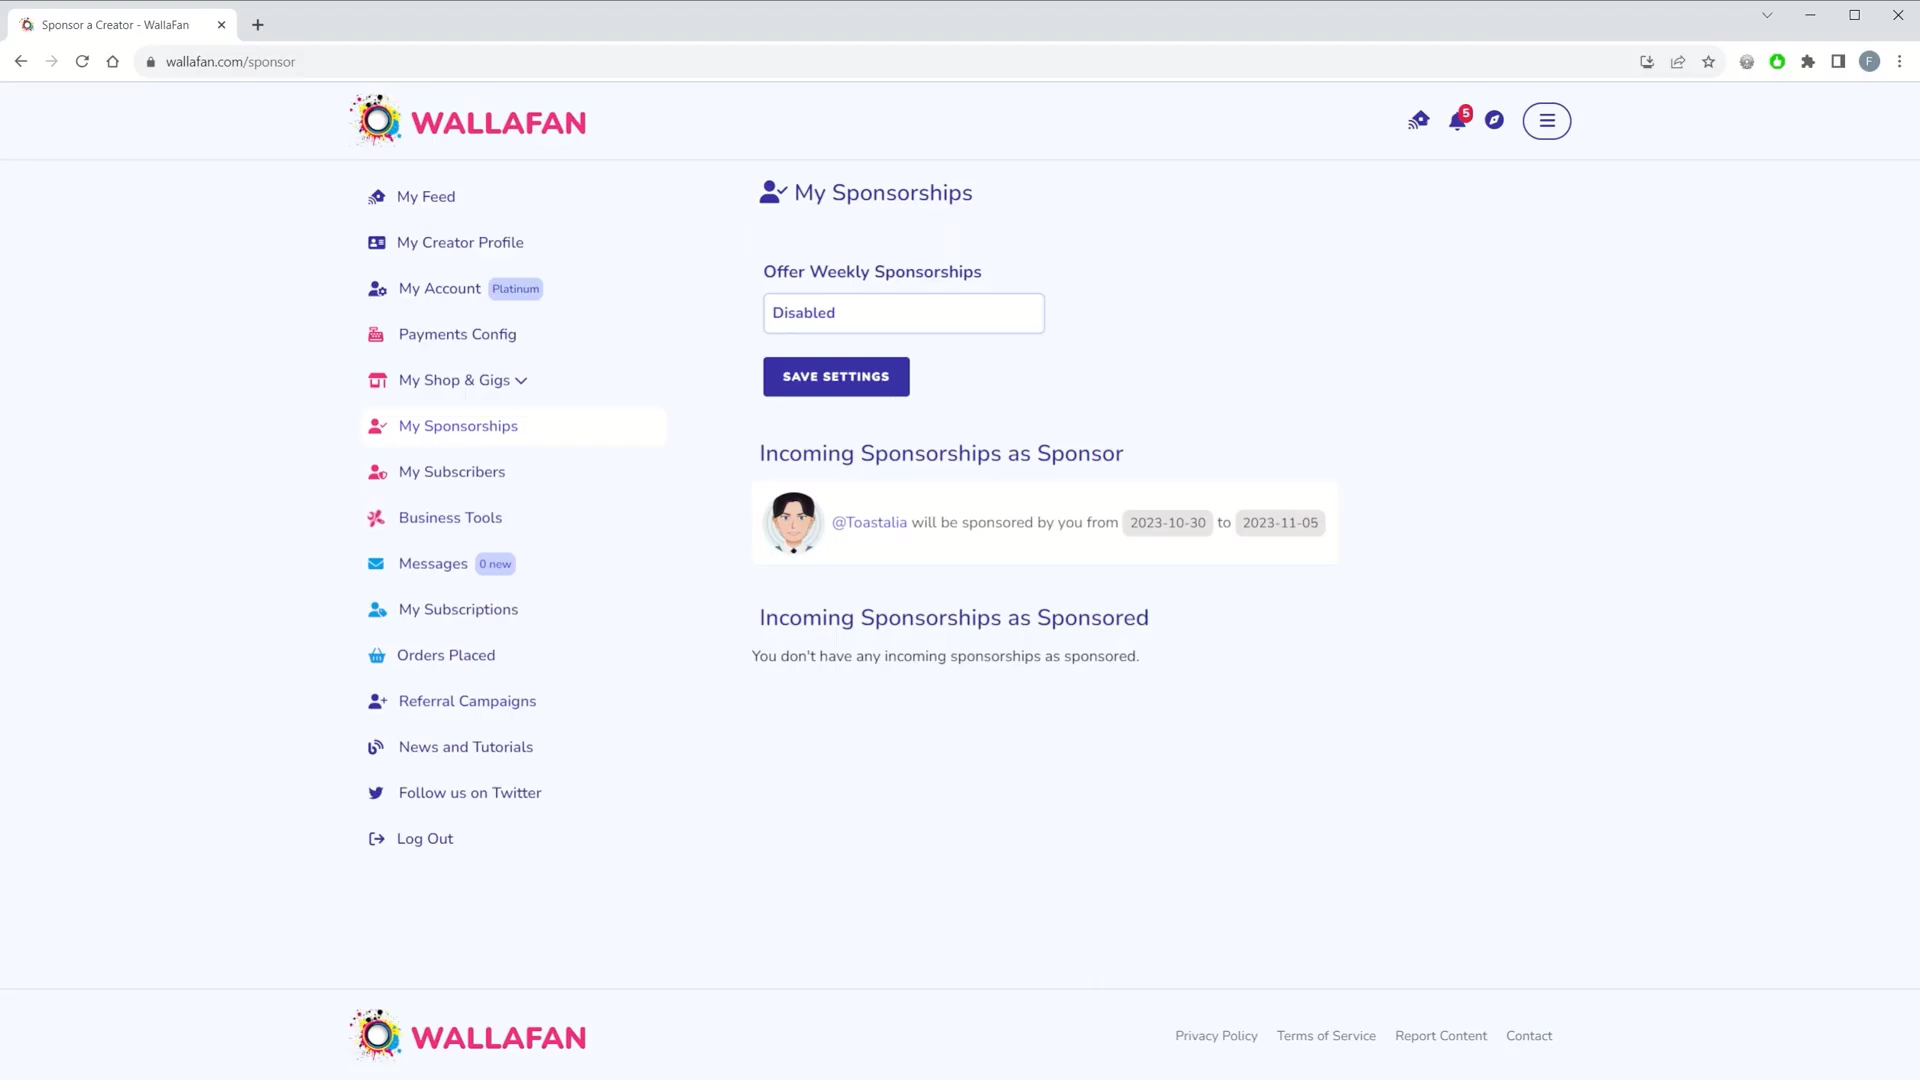 Sponsor a Creator - WallaFan
wallafan.com/sponsor
F
WALLAFAN
5
My Feed
My Creator Profile
My Account Platinum
Payments Config
My Shop & Gigs
My Sponsorships
My Subscribers
Business Tools
Messages 0 new
My Subscriptions
Orders Placed
Referral Campaigns
News and Tutorials
Follow us on Twitter
Log Out
My Sponsorships
Offer Weekly Sponsorships
Disabled
SAVE SETTINGS
Incoming Sponsorships as Sponsor
@Toastalia will be sponsored by you from 2023-10-30 to 2023-11-05
Incoming Sponsorships as Sponsored
You don't have any incoming sponsorships as sponsored.
WALLAFAN
Privacy Policy Terms of Service Report Content Contact